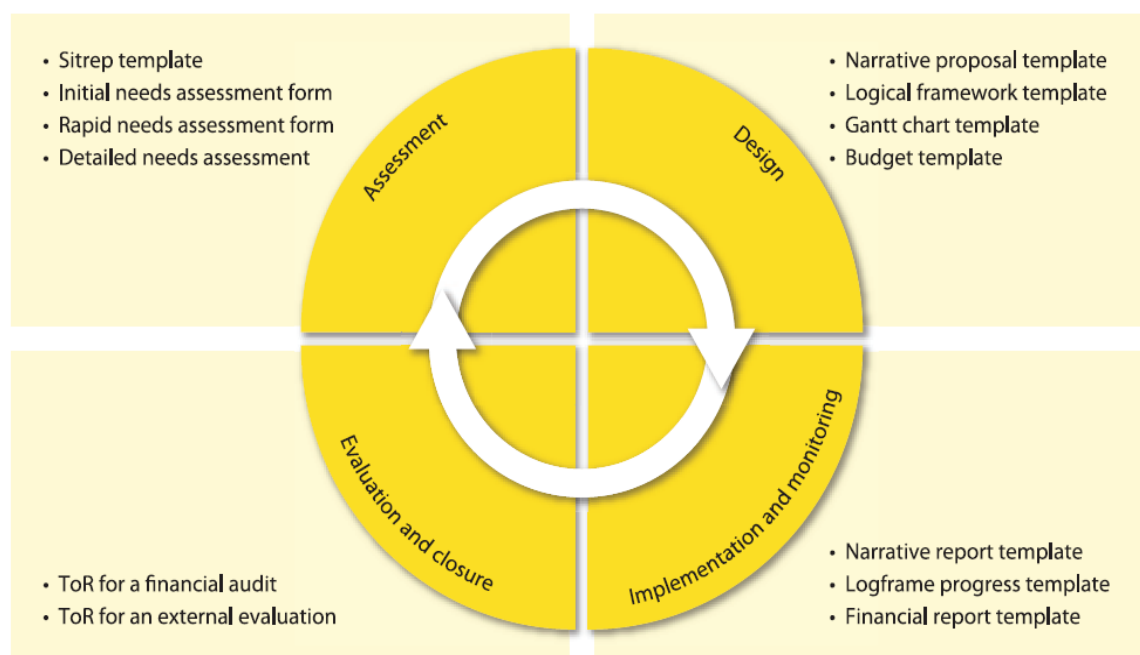 • Sitrep template
• Initial needs assessment form
• Rapid needs assessment form
• Detailed needs assessment
Assessment
Design
• Narrative proposal template
• Logical framework template
• Gantt chart template
• Budget template
Evaluation and closure
• ToR for a financial audit
• ToR for an external evaluation
Implementation and monitoring
• Narrative report template
• Logframe progress template
• Financial report template